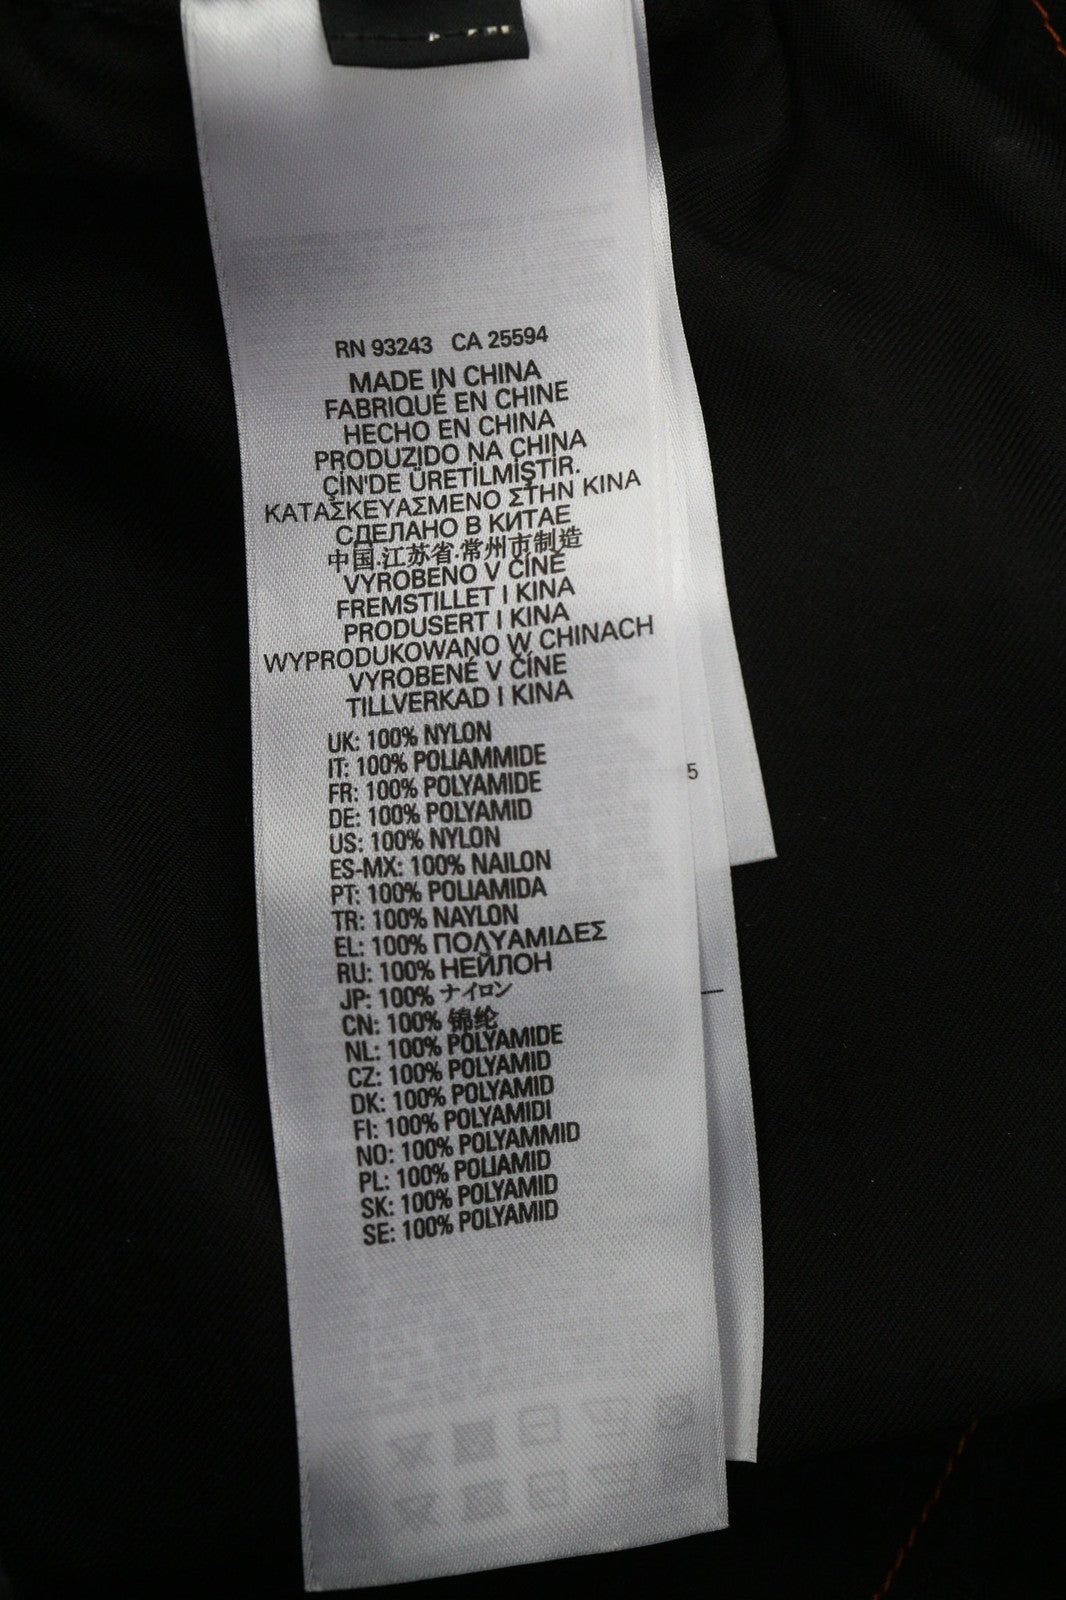 RN 93243 CA 25594
MADE IN CHINA
FABRIQUÉ EN CHINE
HECHO EN CHINA
PRODUZIDO NA CHINA
ÇİN'DE ÜRETİLMİŞTİR.
ΚΑΤΑΣΚΕΥΑΣΜΕΝΟ ΣΤΗΝ ΚΙΝΑ
СДЕЛАНО В КИТАЕ
中国.江苏省.常州市制造
VYROBENO V ČÍNĚ
FREMSTILLET I KINA
PRODUSERT I KINA
WYPRODUKOWANO W CHINACH
VYROBENÉ V ČÍNE
TILLVERKAD I KINA
UK: 100% NYLON
IT: 100% POLIAMMIDE
FR: 100% POLYAMIDE
DE: 100% POLYAMID
US: 100% NYLON
ES-MX: 100% NAILON
PT: 100% POLIAMIDA
TR: 100% NAYLON
EL: 100% ΠΟΛΥΑΜΙΔΕΣ
RU: 100% НЕЙЛОН
JP: 100% ナイロン
CN: 100% 锦纶
NL: 100% POLYAMIDE
CZ: 100% POLYAMID
DK: 100% POLYAMID
FI: 100% POLYAMIDI
NO: 100% POLYAMMID
PL: 100% POLIAMID
SK: 100% POLYAMID
SE: 100% POLYAMID
5